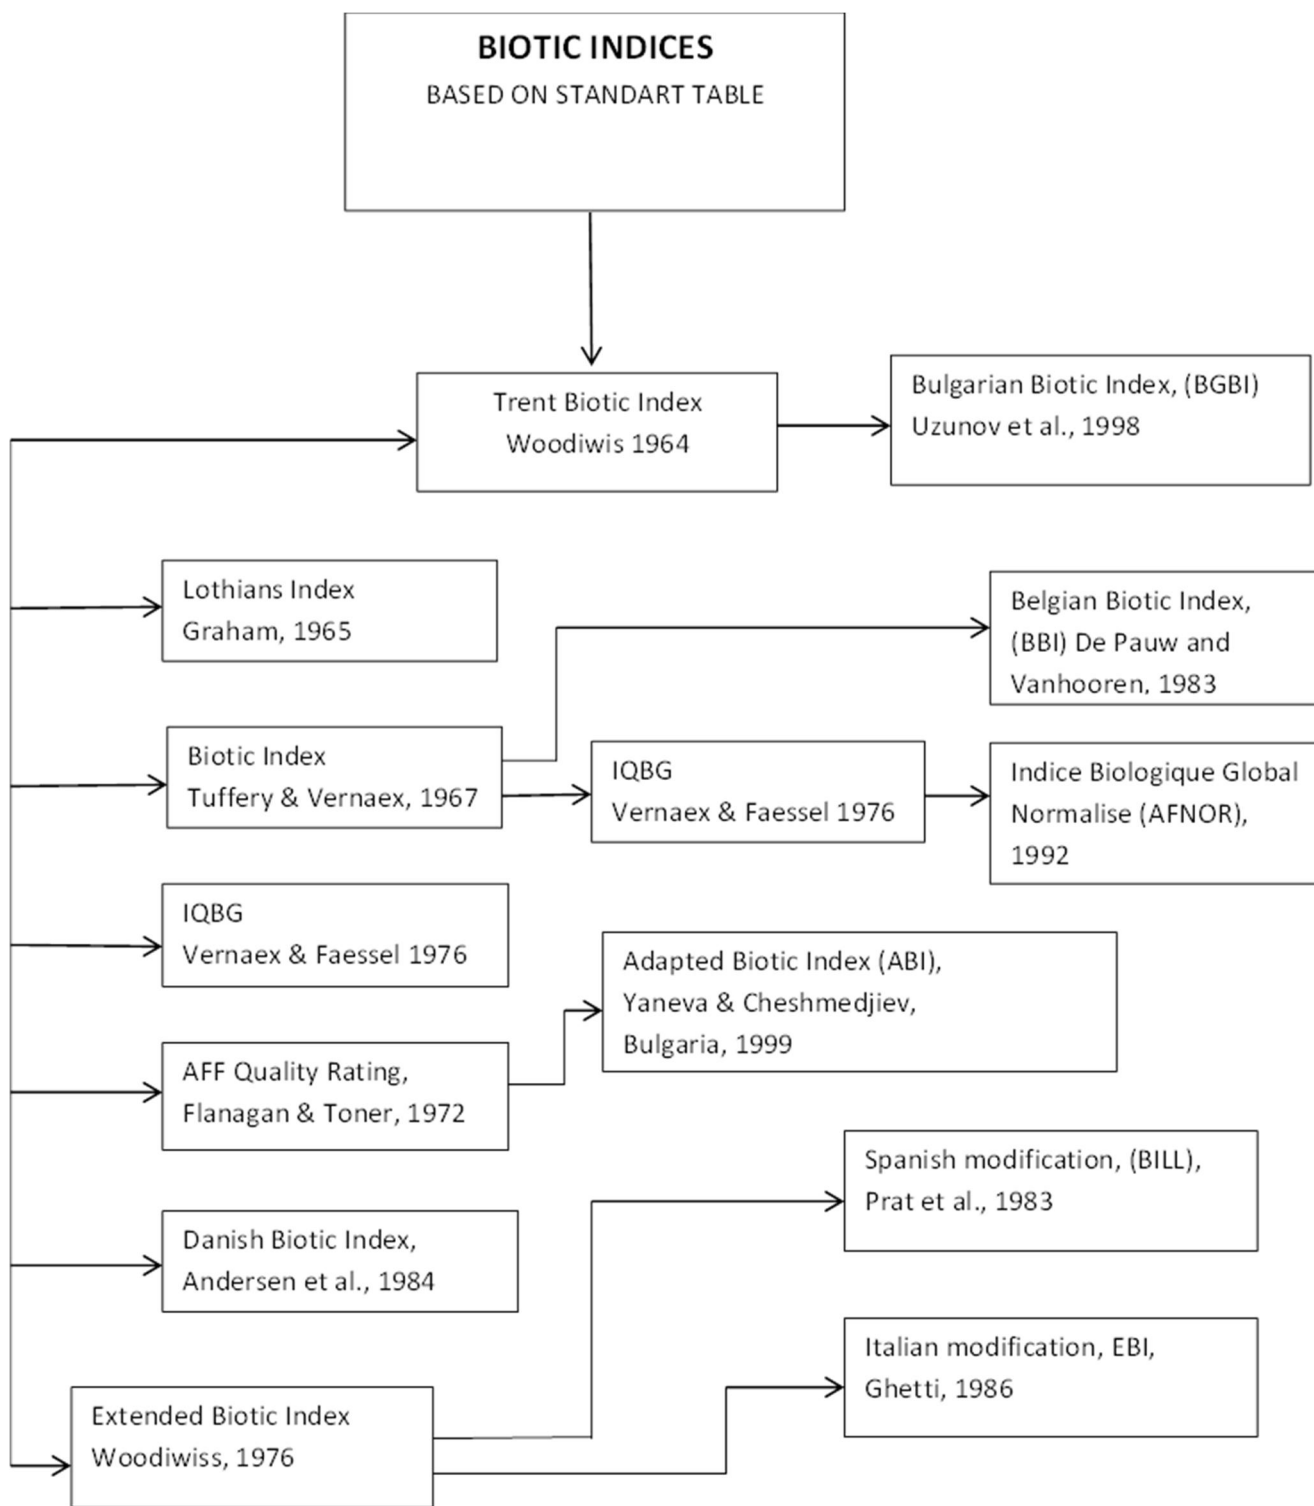 BIOTIC INDICES
BASED ON STANDART TABLE
Trent Biotic Index
Woodiwis 1964
Bulgarian Biotic Index, (BGBI)
Uzunov et al., 1998
Lothians Index
Graham, 1965
Belgian Biotic Index,
(BBI) De Pauw and
Vanhooren, 1983
Biotic Index
Tuffery & Vernaex, 1967
IQBG
Vernaex & Faessel 1976
Indice Biologique Global
Normalise (AFNOR),
1992
IQBG
Vernaex & Faessel 1976
Adapted Biotic Index (ABI),
Yaneva & Cheshmedjiev,
Bulgaria, 1999
AFF Quality Rating,
Flanagan & Toner, 1972
Spanish modification, (BILL),
Prat et al., 1983
Danish Biotic Index,
Andersen et al., 1984
Italian modification, EBI,
Ghetti, 1986
Extended Biotic Index
Woodiwiss, 1976